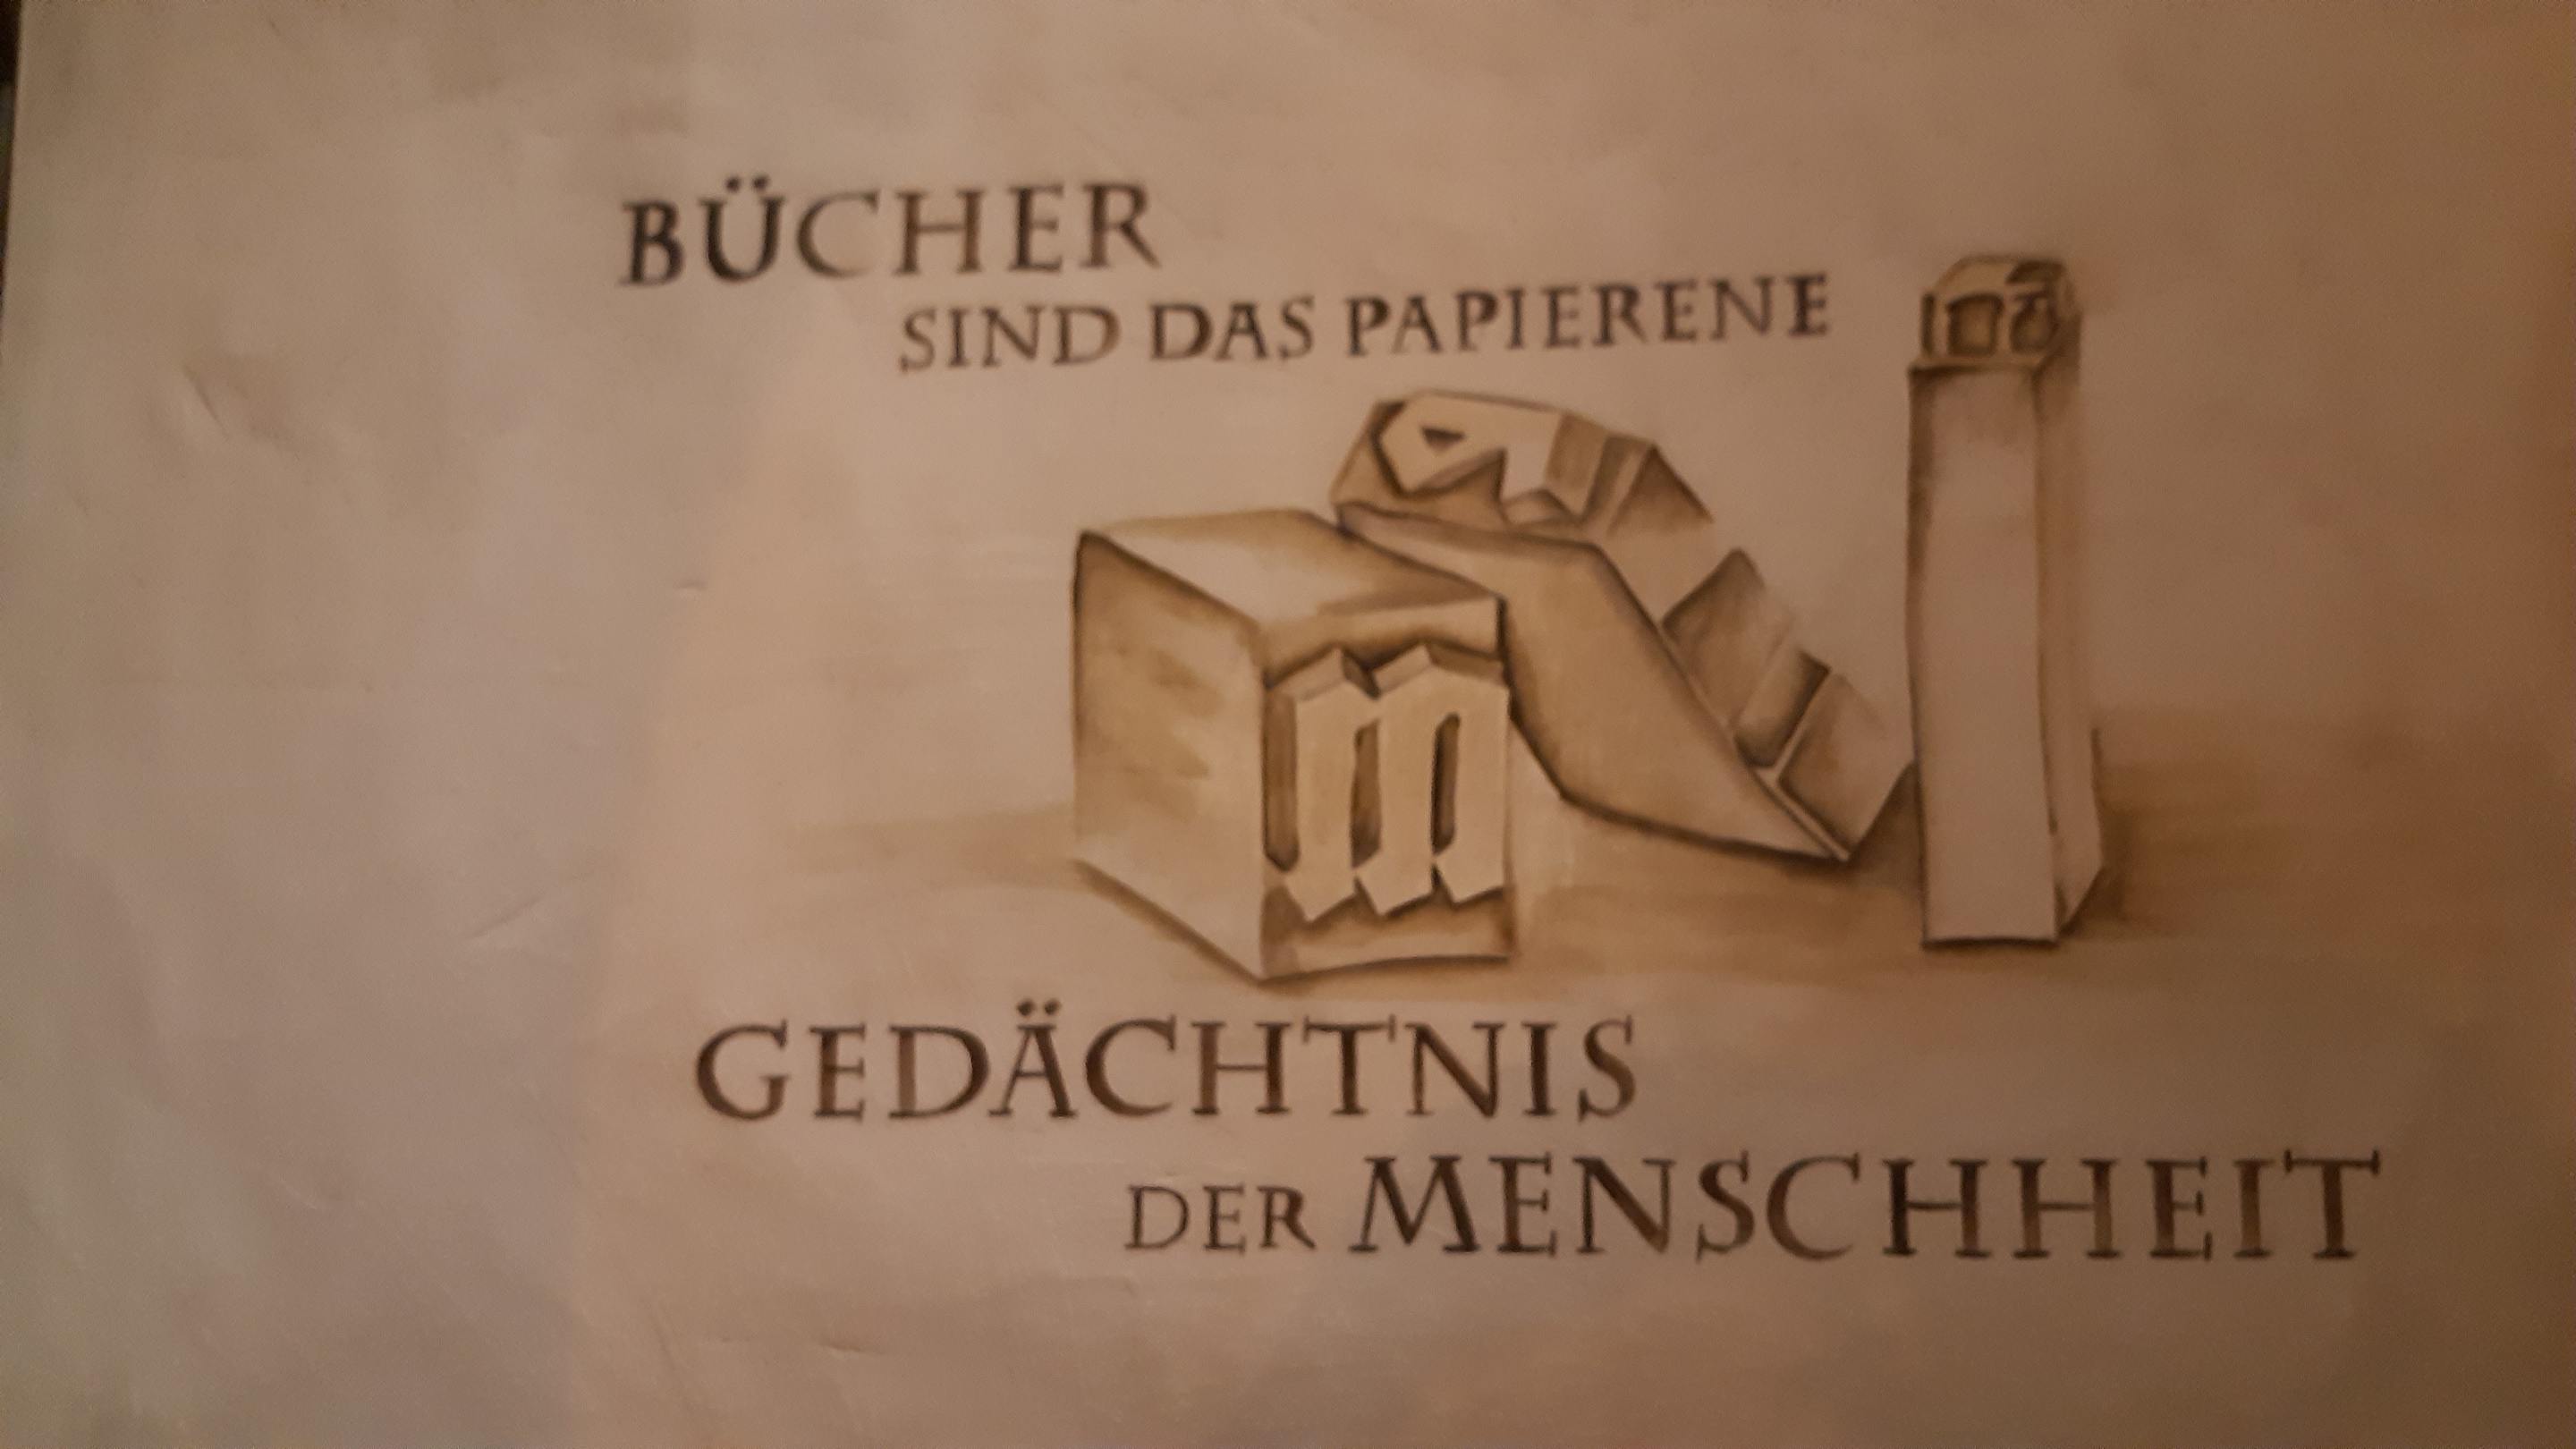 BÜCHER
SIND DAS PAPIERENE
m
GEDÄCHTNIS
DER MENSCHHEIT